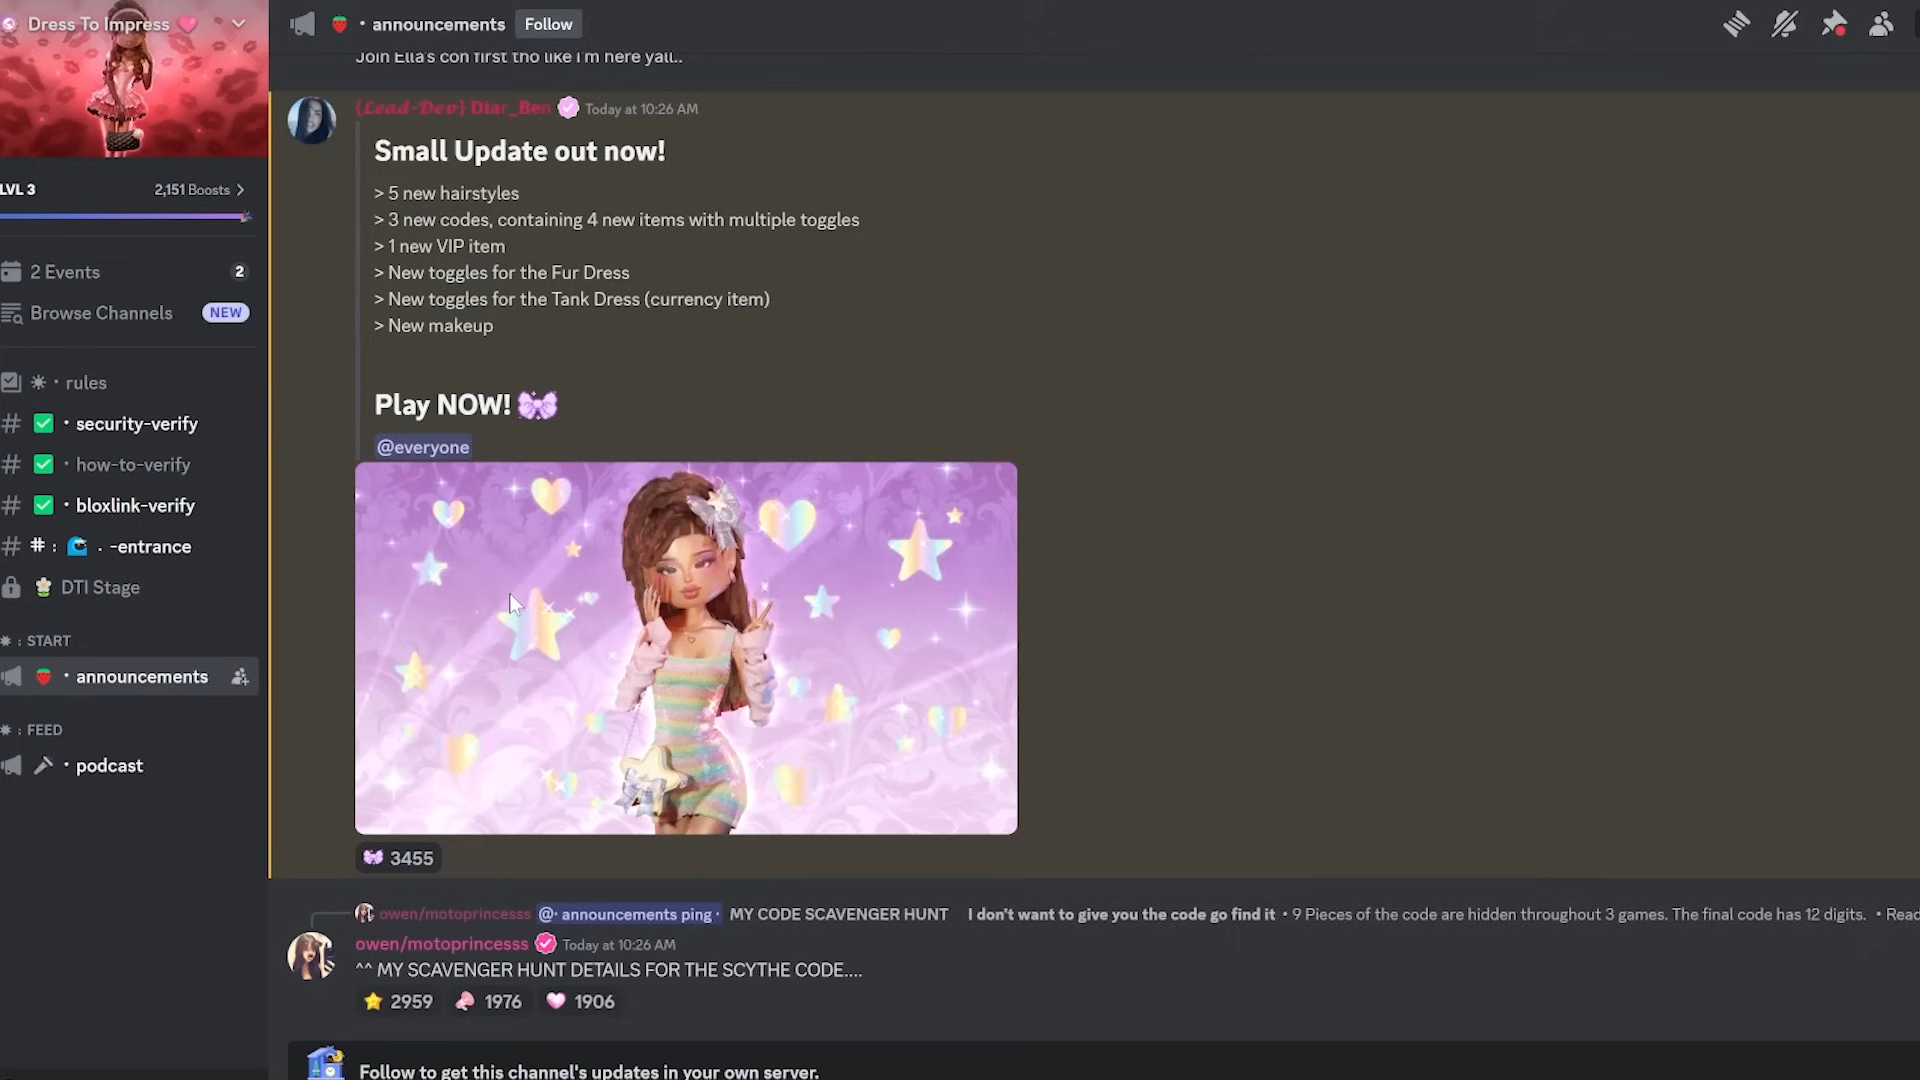 Dress To Impress
LVL 3
2,151 Boosts
2 Events
2
Browse Channels
NEW
rules
security-verify
how-to-verify
bloxlink-verify
# : . -entrance
DTI Stage
: START
announcements
: FEED
podcast
announcements
Follow
Join Ella's con first tho like I'm here yall..
{Lead-Dev} Diar_Ben Today at 10:26 AM
Small Update out now!
> 5 new hairstyles
> 3 new codes, containing 4 new items with multiple toggles
> 1 new VIP item
> New toggles for the Fur Dress
> New toggles for the Tank Dress (currency item)
> New makeup
Play NOW!
@everyone
3455
owen/motoprincesss @· announcements ping · MY CODE SCAVENGER HUNT I don't want to give you the code go find it • 9 Pieces of the code are hidden throughout 3 games. The final code has 12 digits. • Read
owen/motoprincesss Today at 10:26 AM
^^ MY SCAVENGER HUNT DETAILS FOR THE SCYTHE CODE....
2959 1976 1906
Follow to get this channel's updates in your own server.